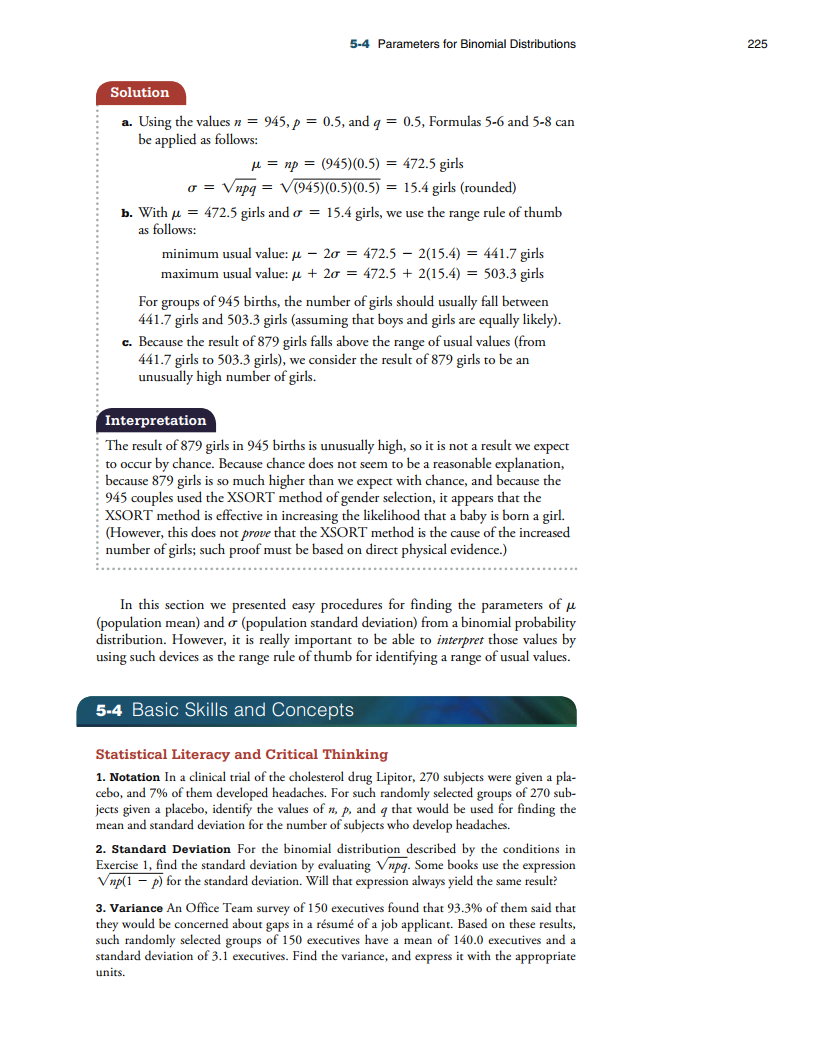 5-4 Parameters for Binomial Distributions 225
Solution
a. Using the values n = 945, p = 0.5, and q = 0.5, Formulas 5-6 and 5-8 can
be applied as follows:
μ = np = (945)(0.5) = 472.5 girls
σ = √npq = √(945)(0.5)(0.5) = 15.4 girls (rounded)
b. With μ = 472.5 girls and σ = 15.4 girls, we use the range rule of thumb
as follows:
minimum usual value: μ − 2σ = 472.5 − 2(15.4) = 441.7 girls
maximum usual value: μ + 2σ = 472.5 + 2(15.4) = 503.3 girls
For groups of 945 births, the number of girls should usually fall between
441.7 girls and 503.3 girls (assuming that boys and girls are equally likely).
c. Because the result of 879 girls falls above the range of usual values (from
441.7 girls to 503.3 girls), we consider the result of 879 girls to be an
unusually high number of girls.
Interpretation
The result of 879 girls in 945 births is unusually high, so it is not a result we expect
to occur by chance. Because chance does not seem to be a reasonable explanation,
because 879 girls is so much higher than we expect with chance, and because the
945 couples used the XSORT method of gender selection, it appears that the
XSORT method is effective in increasing the likelihood that a baby is born a girl.
(However, this does not prove that the XSORT method is the cause of the increased
number of girls; such proof must be based on direct physical evidence.)
In this section we presented easy procedures for finding the parameters of μ
(population mean) and σ (population standard deviation) from a binomial probability
distribution. However, it is really important to be able to interpret those values by
using such devices as the range rule of thumb for identifying a range of usual values.
5-4 Basic Skills and Concepts
Statistical Literacy and Critical Thinking
1. Notation In a clinical trial of the cholesterol drug Lipitor, 270 subjects were given a pla-
cebo, and 7% of them developed headaches. For such randomly selected groups of 270 sub-
jects given a placebo, identify the values of n, p, and q that would be used for finding the
mean and standard deviation for the number of subjects who develop headaches.
2. Standard Deviation For the binomial distribution described by the conditions in
Exercise 1, find the standard deviation by evaluating √npq. Some books use the expression
√np(1 − p) for the standard deviation. Will that expression always yield the same result?
3. Variance An Office Team survey of 150 executives found that 93.3% of them said that
they would be concerned about gaps in a résumé of a job applicant. Based on these results,
such randomly selected groups of 150 executives have a mean of 140.0 executives and a
standard deviation of 3.1 executives. Find the variance, and express it with the appropriate
units.